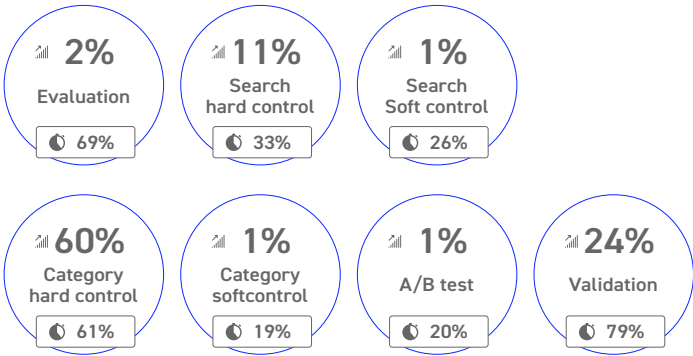 2%
Evaluation
69%
11%
Search
hard control
33%
1%
Search
Soft control
26%
60%
Category
hard control
61%
1%
Category
softcontrol
19%
1%
A/B test
20%
24%
Validation
79%